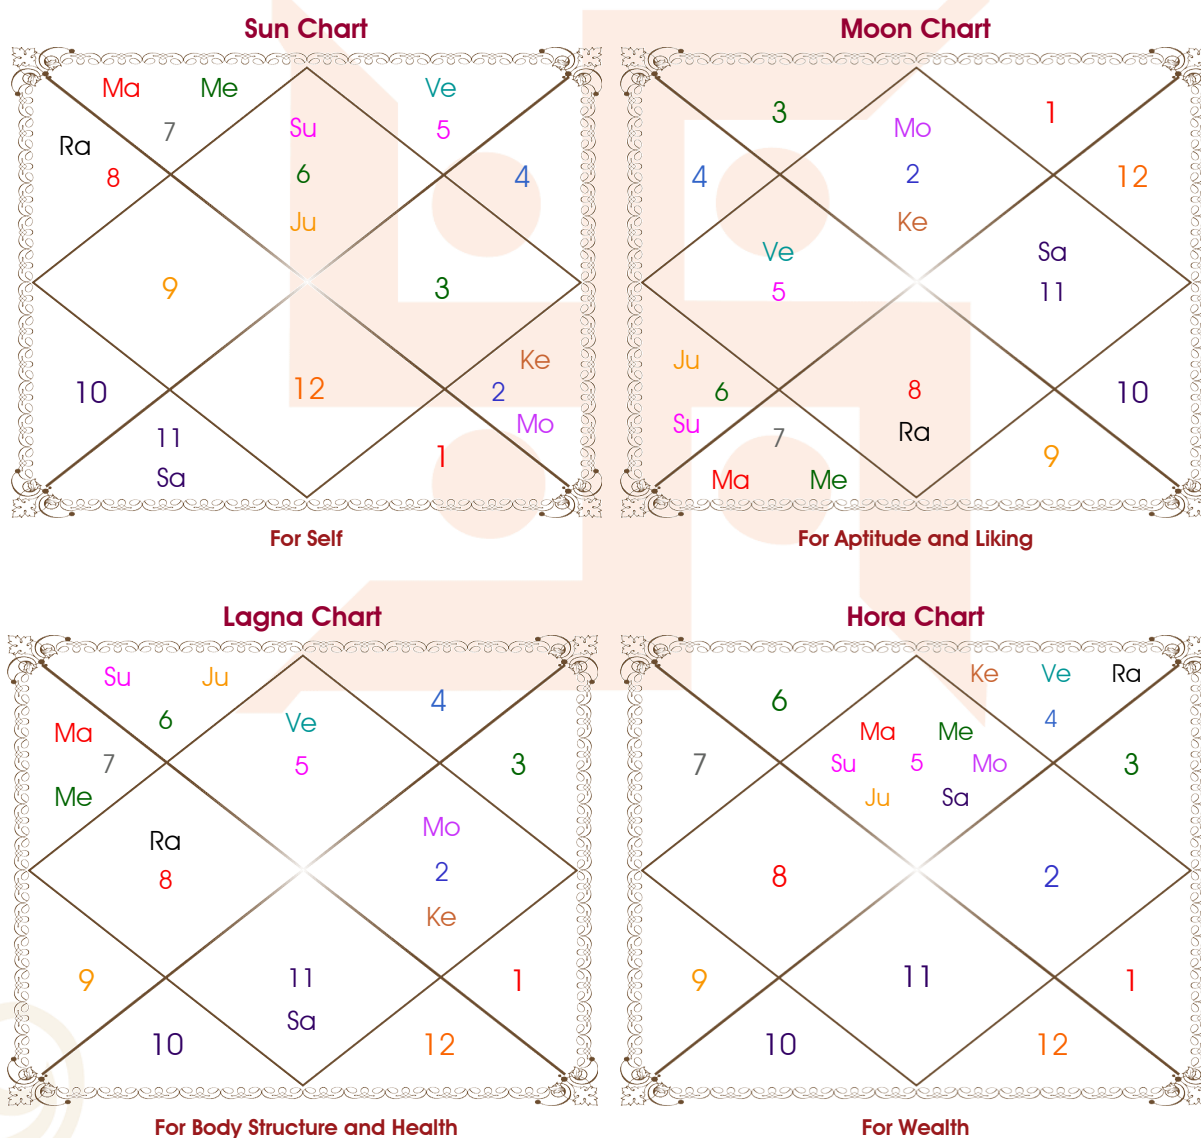 Sun Chart
Ma Me
7
Ra
8
Su
6
Ju
Ve
5
4
9
3
10
11
Sa
12
Ke
2
Mo
1
For Self
Moon Chart
3
4
Mo
2
Ke
1
12
Ve
5
Sa
11
Ju
6
Su
7
Ma Me
8
Ra
10
9
For Aptitude and Liking
Lagna Chart
Su Ju
6
Ma
7
Me
Ve
5
4
3
Ra
8
Mo
2
Ke
9
10
11
Sa
1
12
For Body Structure and Health
Hora Chart
6
7
Ma Me
Su 5 Mo
Ju Sa
Ke Ve Ra
4
3
8
2
9
10
11
1
12
For Wealth